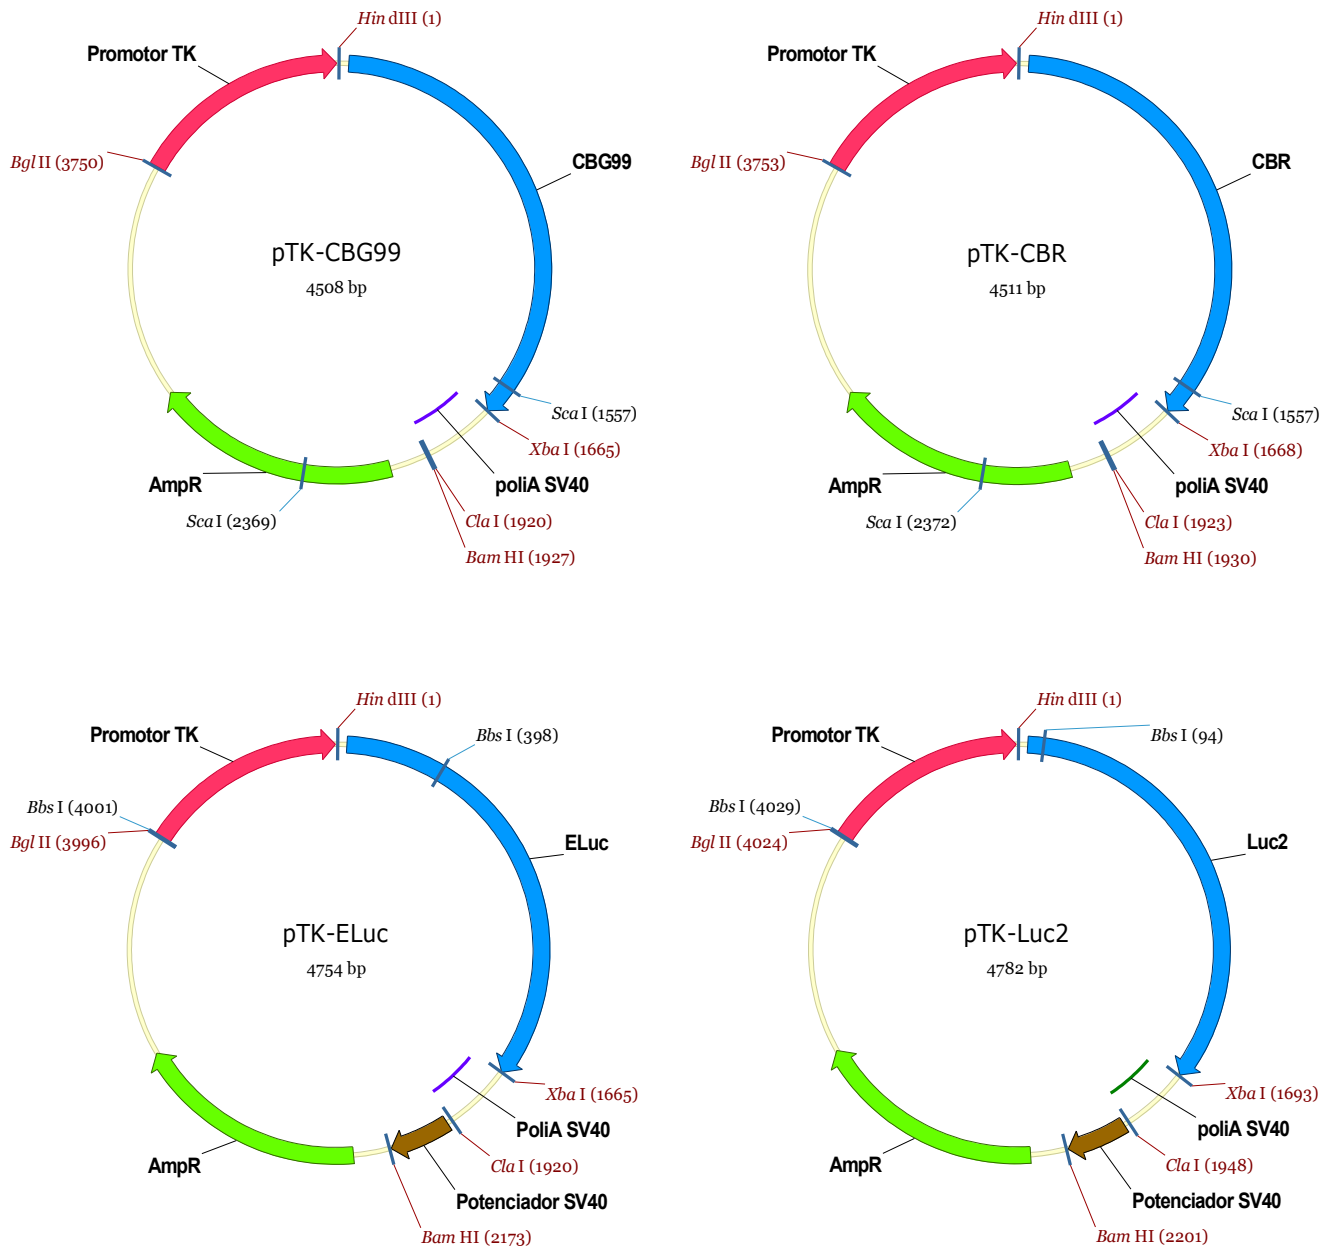 Hin dIII (1)
Promotor TK
Bgl II (3750)
CBG99
pTK-CBG99
4508 bp
Sca I (1557)
Xba I (1665)
AmpR
poliA SV40
Sca I (2369)
Cla I (1920)
Bam HI (1927)
Hin dIII (1)
Promotor TK
Bgl II (3753)
CBR
pTK-CBR
4511 bp
Sca I (1557)
Xba I (1668)
AmpR
poliA SV40
Sca I (2372)
Cla I (1923)
Bam HI (1930)
Hin dIII (1)
Promotor TK
Bbs I (398)
Bbs I (4001)
Bgl II (3996)
ELuc
pTK-ELuc
4754 bp
Xba I (1665)
PoliA SV40
AmpR
Cla I (1920)
Potenciador SV40
Bam HI (2173)
Hin dIII (1)
Promotor TK
Bbs I (94)
Bbs I (4029)
Bgl II (4024)
Luc2
pTK-Luc2
4782 bp
Xba I (1693)
poliA SV40
AmpR
Cla I (1948)
Potenciador SV40
Bam HI (2201)